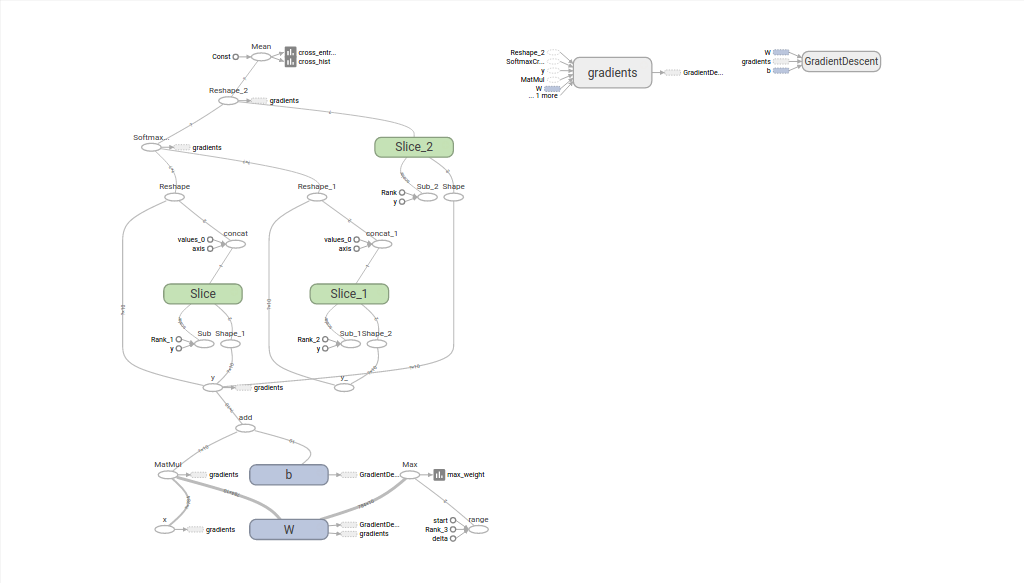 Mean
Const
cross_entr...
cross_hist
Reshape_2
gradients
Softmax...
gradients
Slice_2
Rank
y
Sub_2
Shape
Reshape
Reshape_1
values_0
axis
concat
values_0
axis
concat_1
Slice
Slice_1
Rank_1
y
Sub
Shape_1
Rank_2
y
Sub_1
Shape_2
y
gradients
y_
add
MatMul
gradients
b
GradientDe...
Max
max_weight
x
gradients
W
GradientDe...
gradients
start
Rank_3
delta
range
Reshape_2
SoftmaxCr...
y
MatMul
W
... 1 more
gradients
GradientDe...
W
gradients
b
GradientDescent